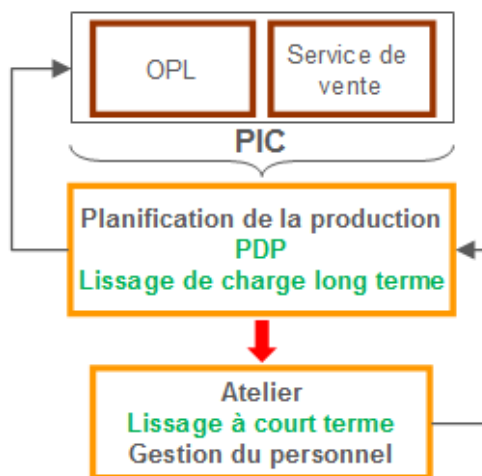 OPL
Service de
vente
PIC
Planification de la production
PDP
Lissage de charge long terme
Atelier
Lissage à court terme
Gestion du personnel